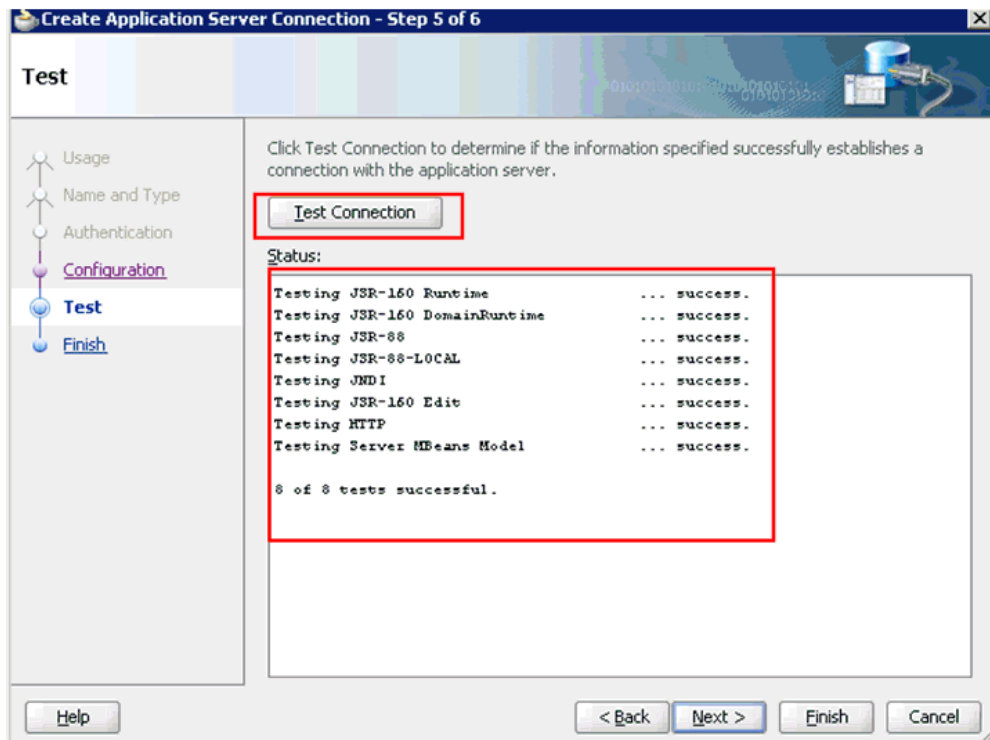 Create Application Server Connection - Step 5 of 6
Test
Usage
Name and Type
Authentication
Configuration
Test
Finish
Click Test Connection to determine if the information specified successfully establishes a
connection with the application server.
Test Connection
Status:
Testing JSR-160 Runtime ... success.
Testing JSR-160 DomainRuntime ... success.
Testing JSR-88 ... success.
Testing JSR-88-LOCAL ... success.
Testing JNDI ... success.
Testing JSR-160 Edit ... success.
Testing HTTP ... success.
Testing Server MBeans Model ... success.
8 of 8 tests successful.
Help
< Back
Next >
Finish
Cancel